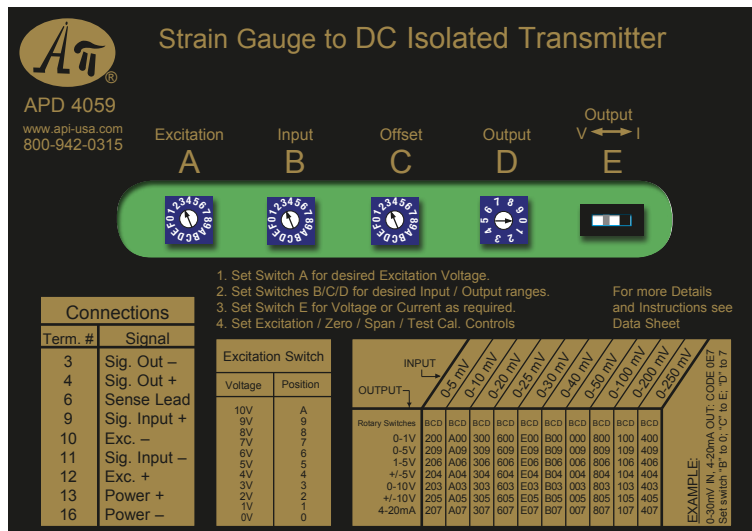 Aπ ®
Strain Gauge to DC Isolated Transmitter
APD 4059
www.api-usa.com
800-942-0315
Excitation
A
Input
B
Offset
C
Output
D
Output
V I
E
0123456789ABCDEF
0123456789ABCDEF
0123456789ABCDEF
0123456789
1. Set Switch A for desired Excitation Voltage.
2. Set Switches B/C/D for desired Input / Output ranges.
3. Set Switch E for Voltage or Current as required.
4. Set Excitation / Zero / Span / Test Cal. Controls
For more Details
and Instructions see
Data Sheet
Connections
Term. # Signal
3 Sig. Out –
4 Sig. Out +
6 Sense Lead
9 Sig. Input +
10 Exc. –
11 Sig. Input –
12 Exc. +
13 Power +
16 Power –
Excitation Switch
Voltage Position
10V A
9V 9
8V 8
7V 7
6V 6
5V 5
4V 4
3V 3
2V 2
1V 1
0V 0
INPUT
OUTPUT
0-5 mV 0-10 mV 0-20 mV 0-25 mV 0-30 mV 0-40 mV 0-50 mV 0-100 mV 0-200 mV 0-250 mV
Rotary Switches BCD BCD BCD BCD BCD BCD BCD BCD BCD BCD
0-1V 200 A00 300 600 E00 B00 000 800 100 400
0-5V 209 A09 309 609 E09 B09 009 809 109 409
1-5V 206 A06 306 606 E06 B06 006 806 106 406
+/-5V 204 A04 304 604 E04 B04 004 804 104 404
0-10V 203 A03 303 603 E03 B03 003 803 103 403
+/-10V 205 A05 305 605 E05 B05 005 805 105 405
4-20mA 207 A07 307 607 E07 B07 007 807 107 407
EXAMPLE:
0-30mV IN, 4-20mA OUT: CODE 0E7
Set switch "B" to 0; "C" to E; "D" to 7